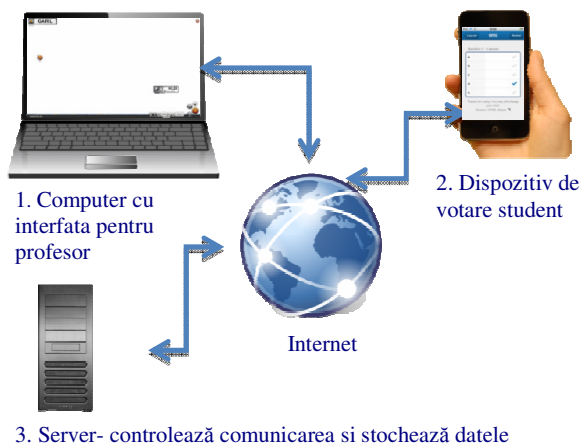 1. Computer cu
interfata pentru
profesor
2. Dispozitiv de
votare student
Internet
3. Server- controlează comunicarea si stochează datele